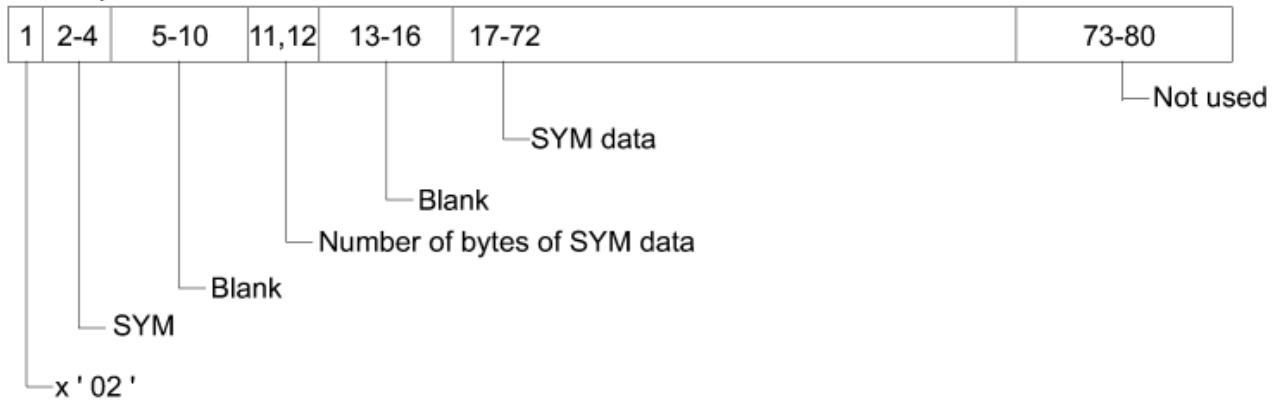 1 2-4 5-10 11,12 13-16 17-72 73-80
Not used
SYM data
Blank
Number of bytes of SYM data
Blank
SYM
x ' 02 '